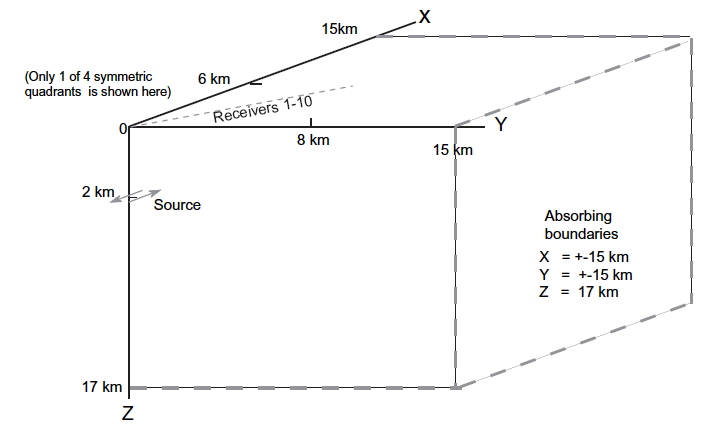 X
15km
(Only 1 of 4 symmetric
quadrants is shown here)
6 km
Receivers 1-10
0
Y
8 km
15 km
2 km
Source
Absorbing
boundaries
X = +-15 km
Y = +-15 km
Z = 17 km
17 km
Z